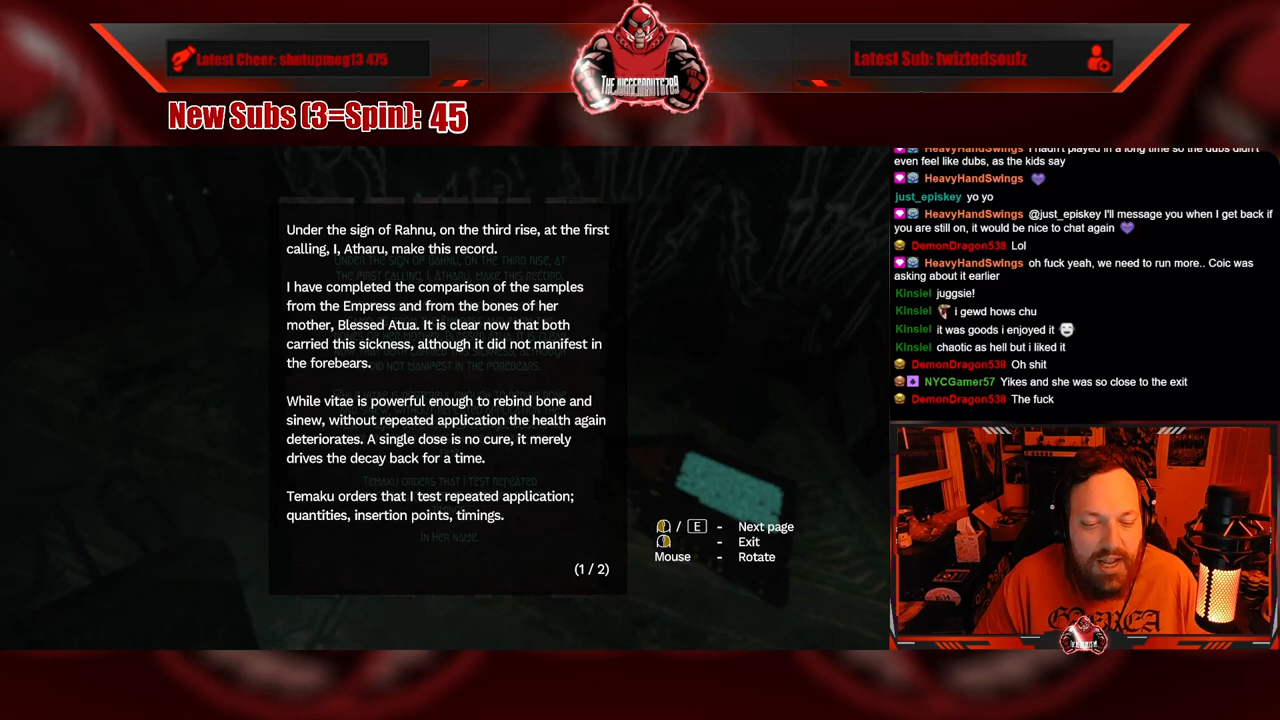 Latest Cheer: shutupmeg13 475
THEJUGGERNAUT6789
Latest Sub: twiztedsoulz
New Subs (3=Spin): 45
Under the sign of Rahnu, on the third rise, at the first
calling, I, Atharu, make this record.
I have completed the comparison of the samples
from the Empress and from the bones of her
mother, Blessed Atua. It is clear now that both
carried this sickness, although it did not manifest in
the forebears.
While vitae is powerful enough to rebind bone and
sinew, without repeated application the health again
deteriorates. A single dose is no cure, it merely
drives the decay back for a time.
Temaku orders that I test repeated application;
quantities, insertion points, timings.
In her name.
(1 / 2)
/ E - Next page
- Exit
Mouse - Rotate
HeavyHandSwings I hadn't played in a long time so the dubs didn't
even feel like dubs, as the kids
say
HeavyHandSwings
just_episkey yo yo
HeavyHandSwings @just_episkey I'll message you when I get back if
you are still on, it would be nice to chat again
DemonDragon538 Lol
HeavyHandSwings oh fuck yeah, we need to run more.. Coic was
asking about it earlier
Kinsiel juggsie!
Kinsiel i gewd hows chu
Kinsiel it was goods i enjoyed it
Kinsiel chaotic as hell but i liked it
DemonDragon538 Oh shit
NYCGamer57 Yikes and she was so close to the exit
DemonDragon538 The fuck